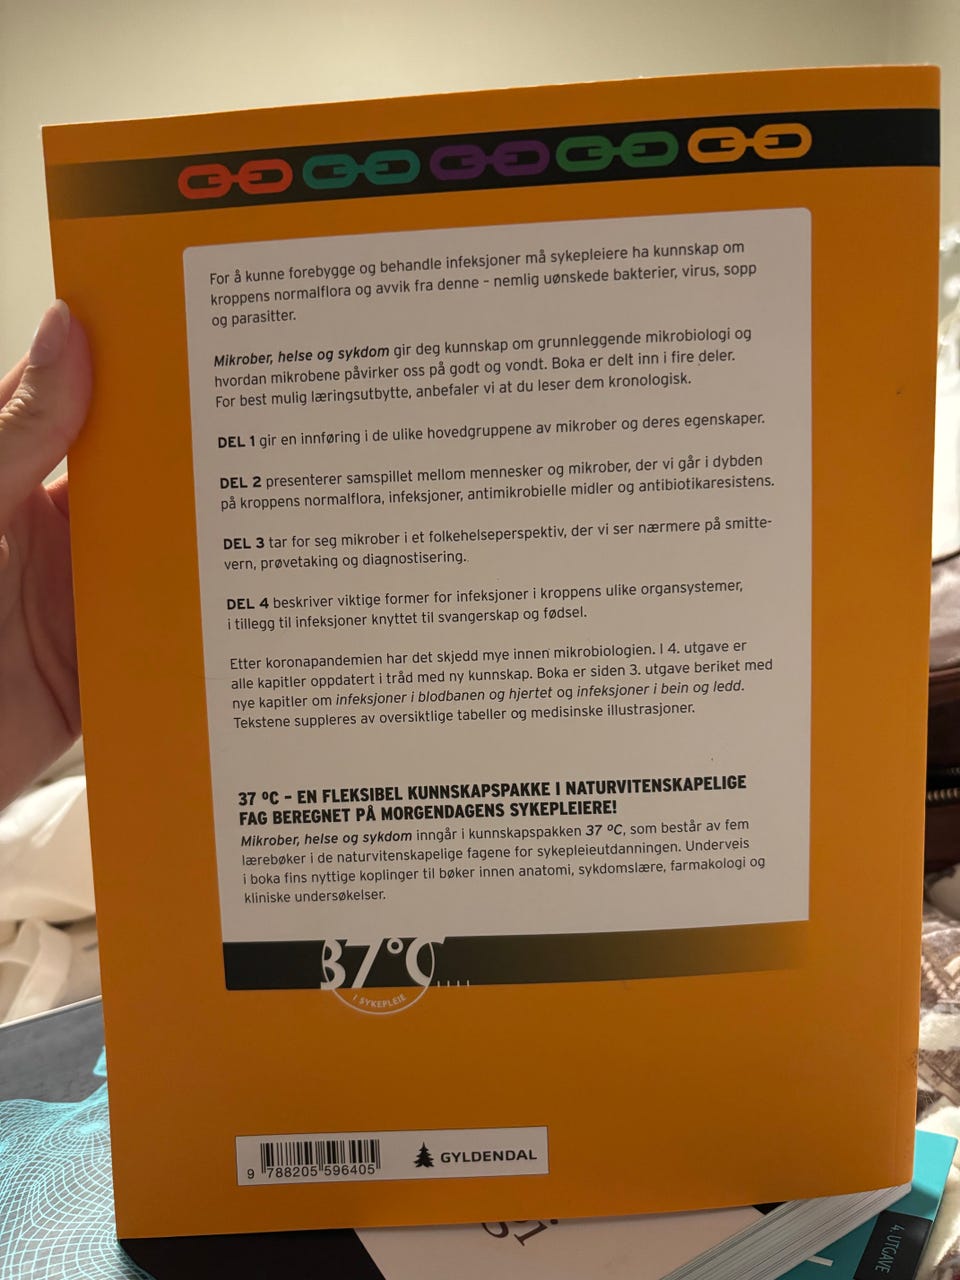 For å kunne forebygge og behandle infeksjoner må sykepleiere ha kunnskap om
kroppens normalflora og avvik fra denne – nemlig uønskede bakterier, virus, sopp
og parasitter.
Mikrober, helse og sykdom gir deg kunnskap om grunnleggende mikrobiologi og
hvordan mikrobene påvirker oss på godt og vondt. Boka er delt inn i fire deler.
For best mulig læringsutbytte, anbefaler vi at du leser dem kronologisk.
DEL 1 gir en innføring i de ulike hovedgruppene av mikrober og deres egenskaper.
DEL 2 presenterer samspillet mellom mennesker og mikrober, der vi går i dybden
på kroppens normalflora, infeksjoner, antimikrobielle midler og antibiotikaresistens.
DEL 3 tar for seg mikrober i et folkehelseperspektiv, der vi ser nærmere på smitte-
vern, prøvetaking og diagnostisering.
DEL 4 beskriver viktige former for infeksjoner i kroppens ulike organsystemer,
i tillegg til infeksjoner knyttet til svangerskap og fødsel.
Etter koronapandemien har det skjedd mye innen mikrobiologien. I 4. utgave er
alle kapitler oppdatert i tråd med ny kunnskap. Boka er siden 3. utgave beriket med
nye kapitler om infeksjoner i blodbanen og hjertet og infeksjoner i bein og ledd.
Tekstene suppleres av oversiktlige tabeller og medisinske illustrasjoner.
37 ºC – EN FLEKSIBEL KUNNSKAPSPAKKE I NATURVITENSKAPELIGE
FAG BEREGNET PÅ MORGENDAGENS SYKEPLEIERE!
Mikrober, helse og sykdom inngår i kunnskapspakken 37 ºC, som består av fem
lærebøker i de naturvitenskapelige fagene for sykepleieutdanningen. Underveis
i boka fins nyttige koplinger til bøker innen anatomi, sykdomslære, farmakologi og
kliniske undersøkelser.
37°C
I SYKEPLEIE
9 788205 596405
GYLDENDAL
4. UTGAVE